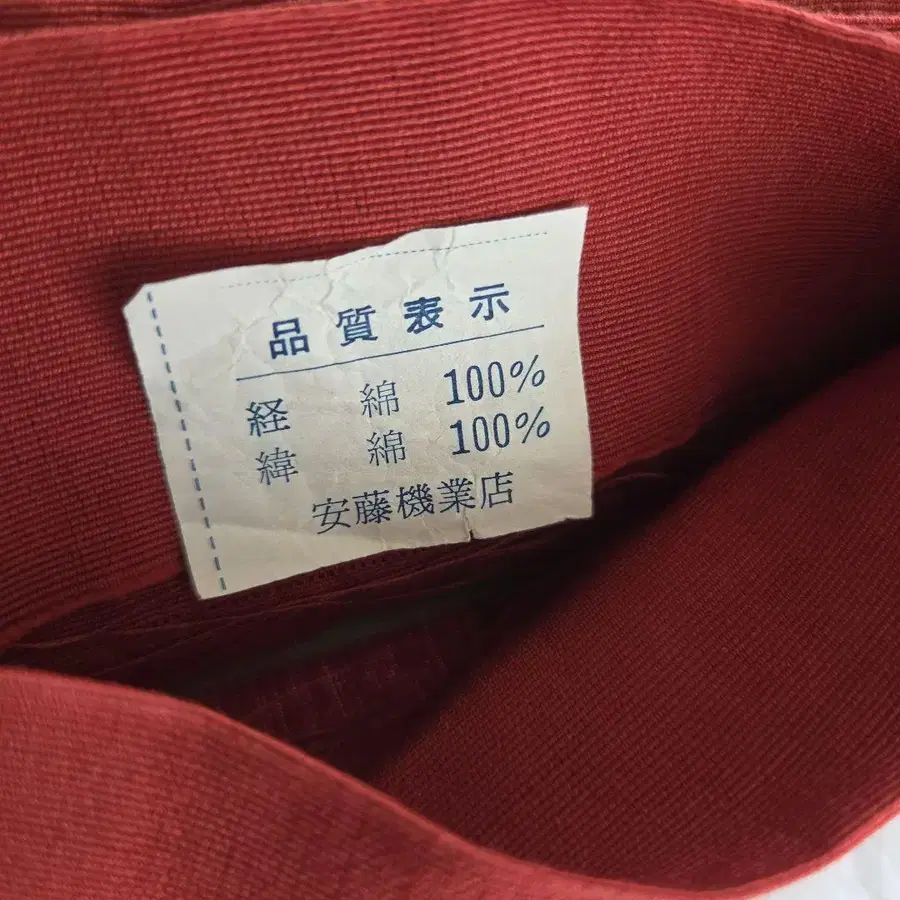 品質表示
経 綿 100%
緯 綿 100%
安藤機業店